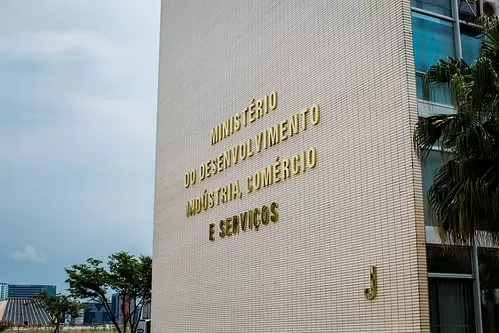 MINISTÉRIO
DO DESENVOLVIMENTO
INDÚSTRIA, COMÉRCIO
E SERVIÇOS
J